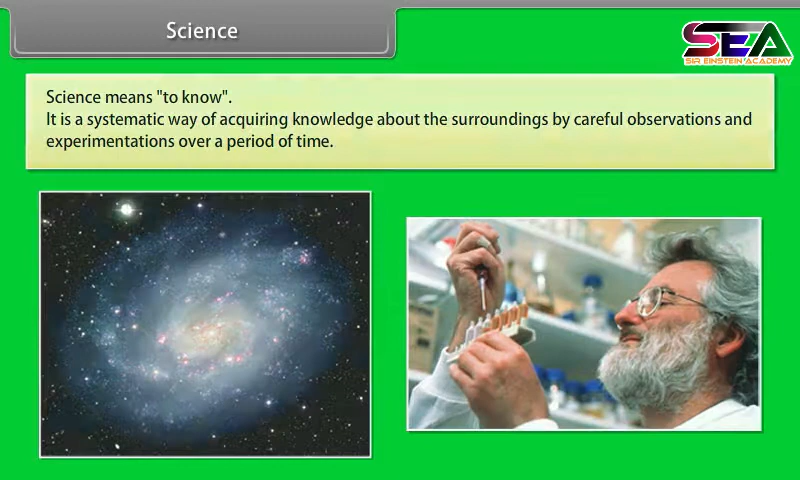 Science
SEA
SIR EINSTEIN ACADEMY
Science means "to know".
It is a systematic way of acquiring knowledge about the surroundings by careful observations and
experimentations over a period of time.